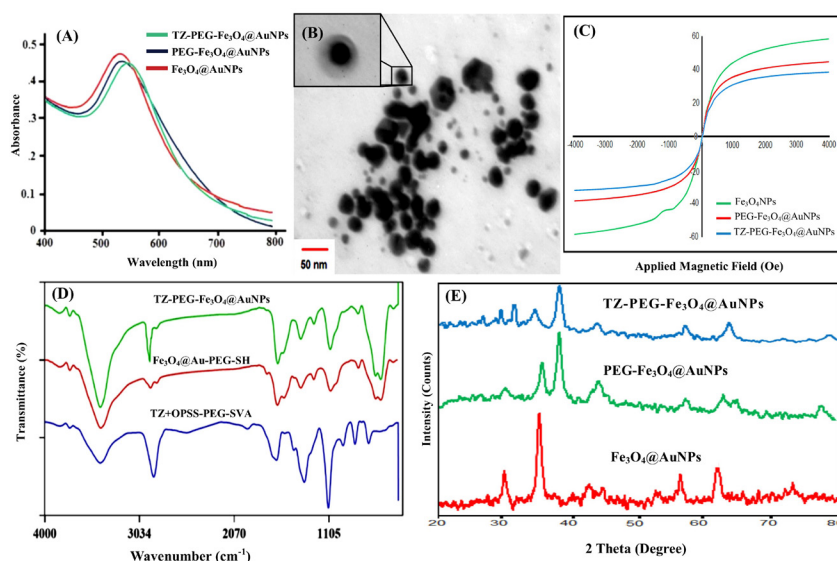 (A)
TZ-PEG-Fe₃O₄@AuNPs
PEG-Fe₃O₄@AuNPs
Fe₃O₄@AuNPs
0.5
.4
.3
.2
0.1
0
Absorbance
400 500 600 700 800
Wavelength (nm)
(B)
50 nm
(C)
60
40
20
-4000 -3000 -2000 -1000 1000 2000 3000 4000
-20
-40
-60
Fe₃O₄NPs
PEG-Fe₃O₄@AuNPs
TZ-PEG-Fe₃O₄@AuNPs
Applied Magnetic Field (Oe)
(D)
TZ-PEG-Fe₃O₄@AuNPs
Fe₃O₄@Au-PEG-SH
TZ+OPSS-PEG-SVA
Transmittance (%)
4000 3034 2070 1105
Wavenumber (cm⁻¹)
(E)
TZ-PEG-Fe₃O₄@AuNPs
PEG-Fe₃O₄@AuNPs
Fe₃O₄@AuNPs
Intensity (Counts)
20 30 40 50 60 70 80
2 Theta (Degree)